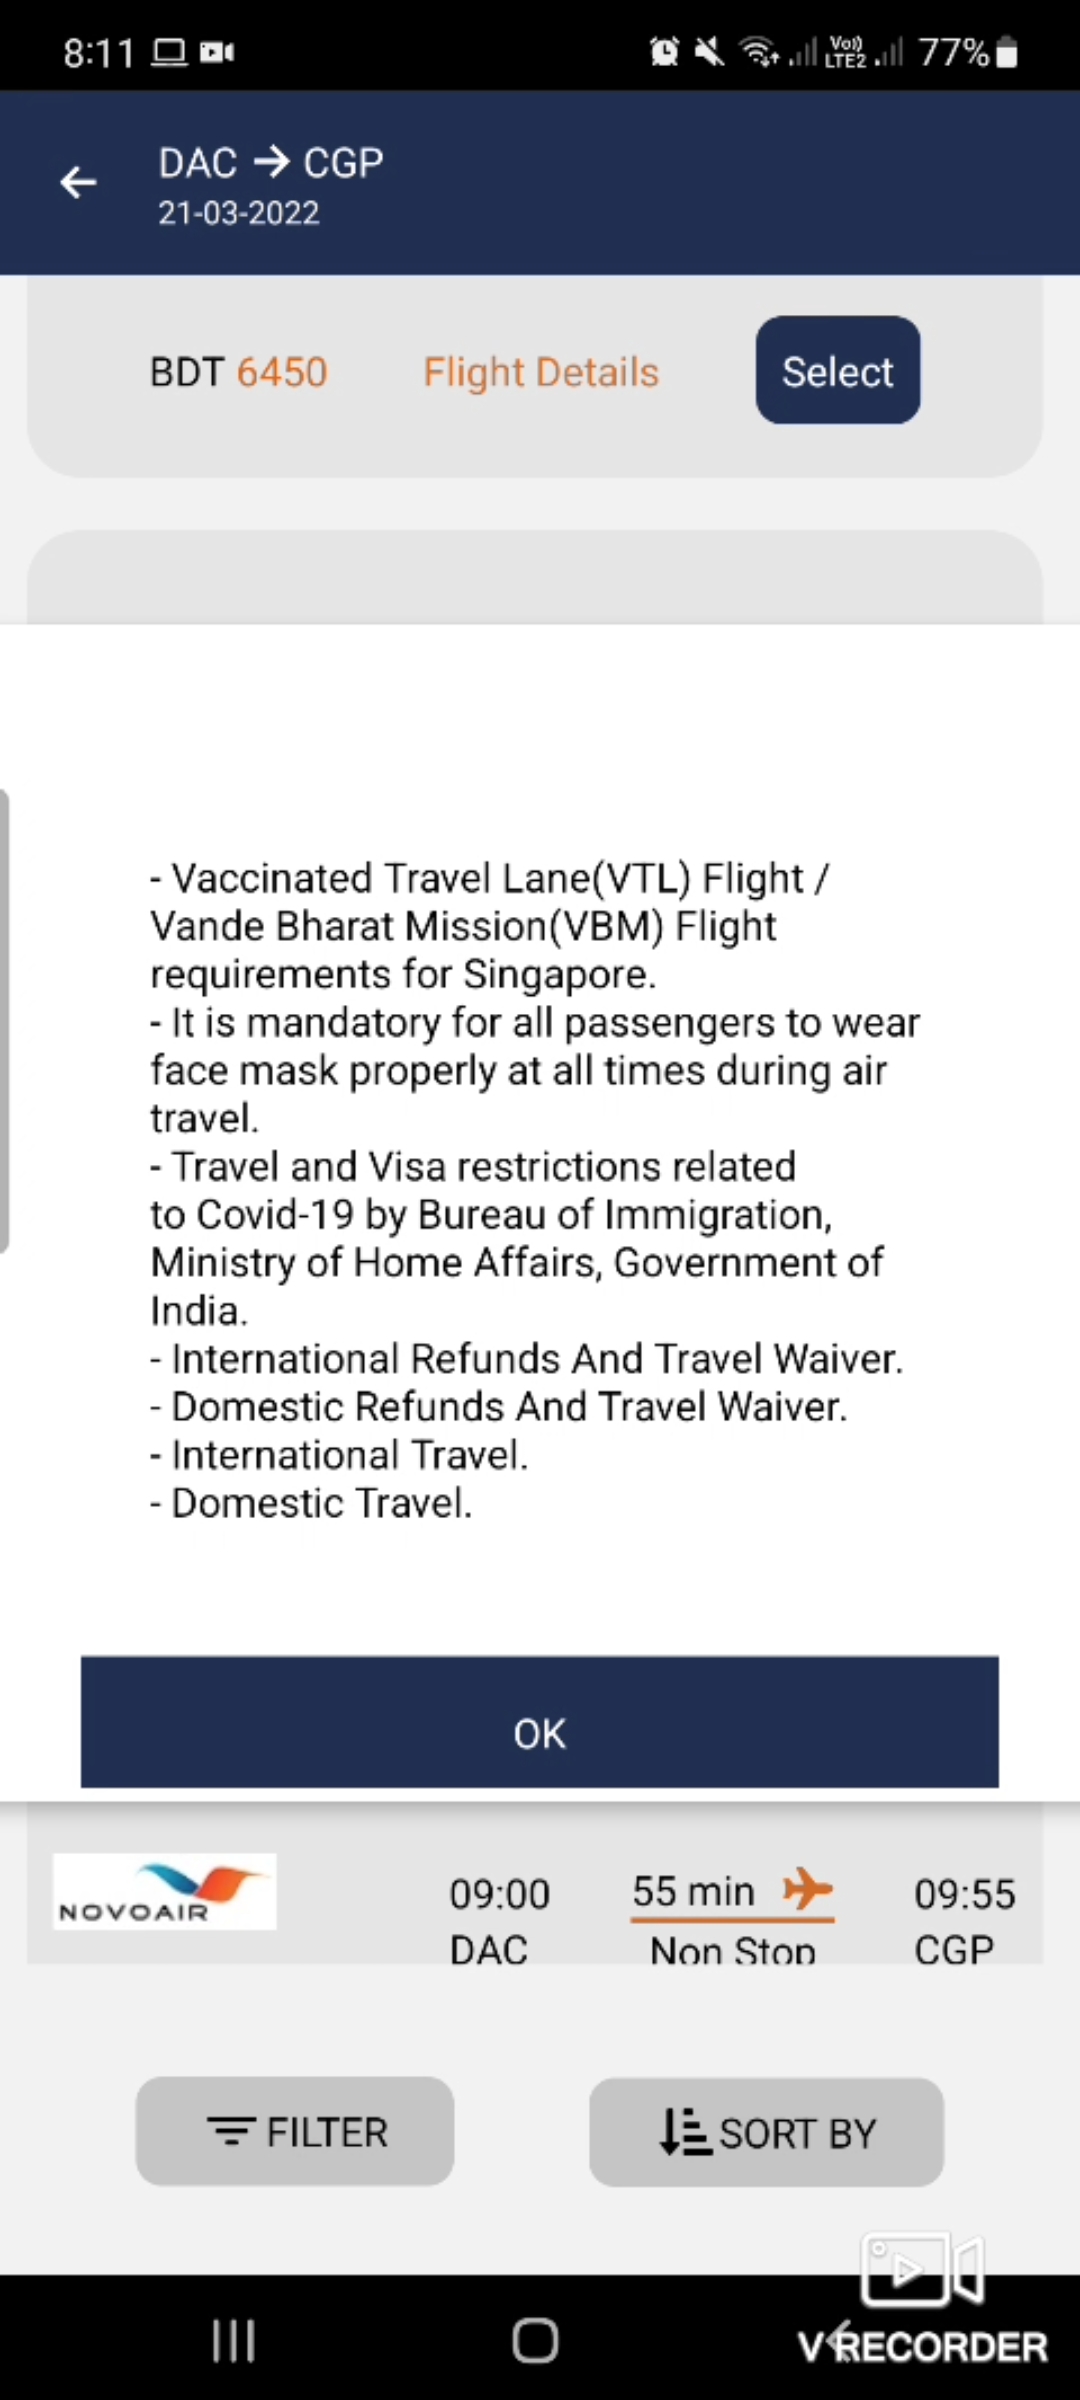 8:11
Vo))
LTE2
77%
DAC → CGP
21-03-2022
BDT 6450
Flight Details
Select
- Vaccinated Travel Lane(VTL) Flight /
Vande Bharat Mission(VBM) Flight
requirements for Singapore.
- It is mandatory for all passengers to wear
face mask properly at all times during air
travel.
- Travel and Visa restrictions related
to Covid-19 by Bureau of Immigration,
Ministry of Home Affairs, Government of
India.
- International Refunds And Travel Waiver.
- Domestic Refunds And Travel Waiver.
- International Travel.
- Domestic Travel.
OK
NOVOAIR
09:00
55 min
09:55
DAC
Non Stop
CGP
FILTER
SORT BY
V RECORDER